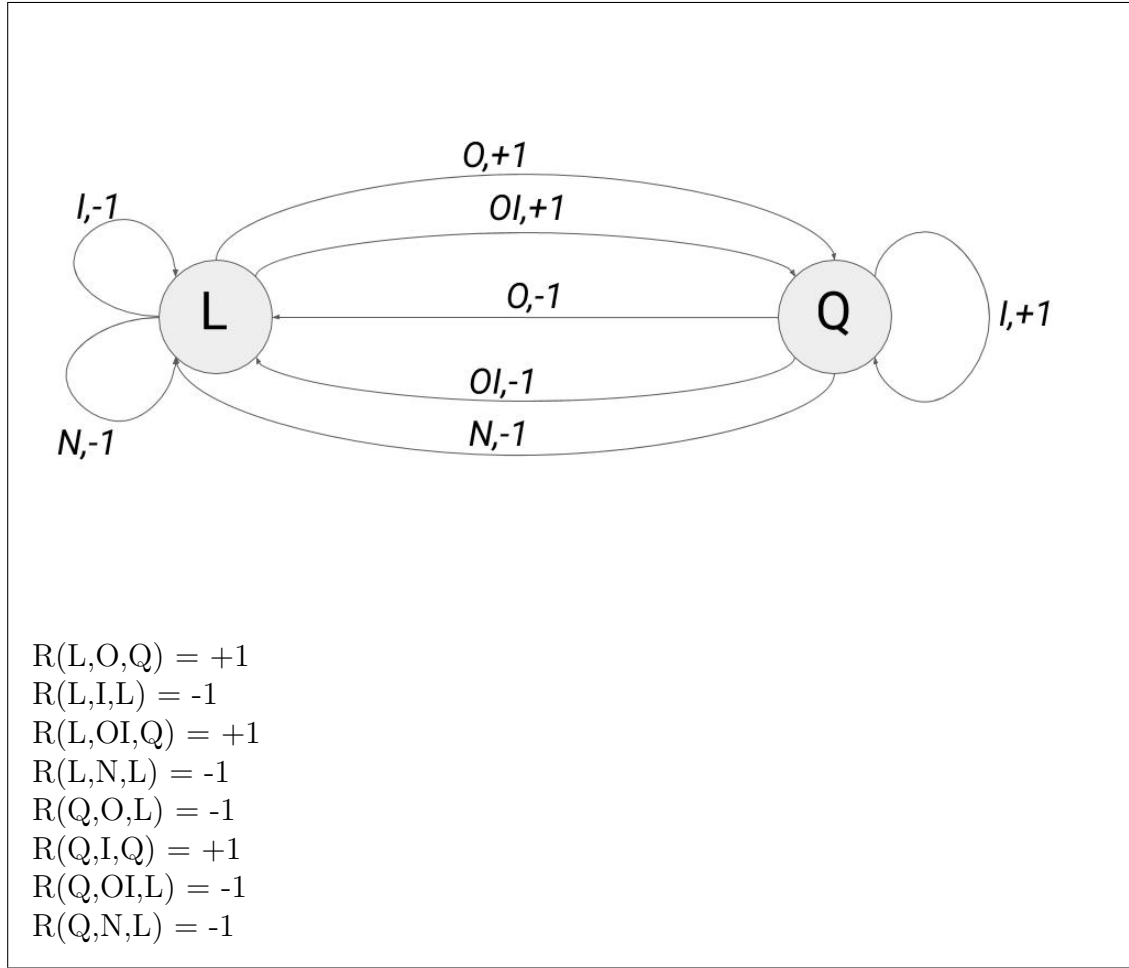 O,+1
OI,+1
I,-1
O,-1
L
Q
I,+1
OI,-1
N,-1
N,-1
R(L,O,Q) = +1
R(L,I,L) = -1
R(L,OI,Q) = +1
R(L,N,L) = -1
R(Q,O,L) = -1
R(Q,I,Q) = +1
R(Q,OI,L) = -1
R(Q,N,L) = -1